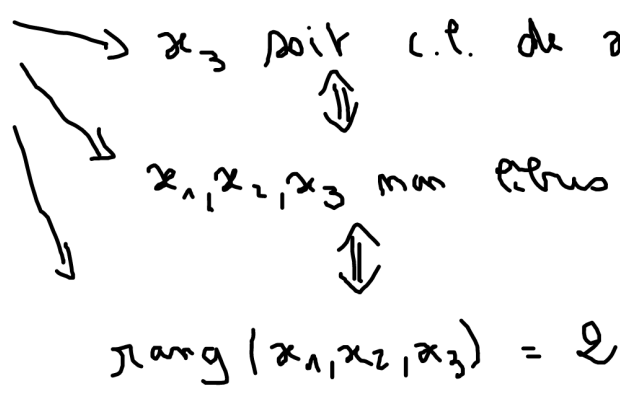 x₃ soit c.l. de
⇕
x₁,x₂,x₃ non libres
⇕
rang(x₁,x₂,x₃) = 2